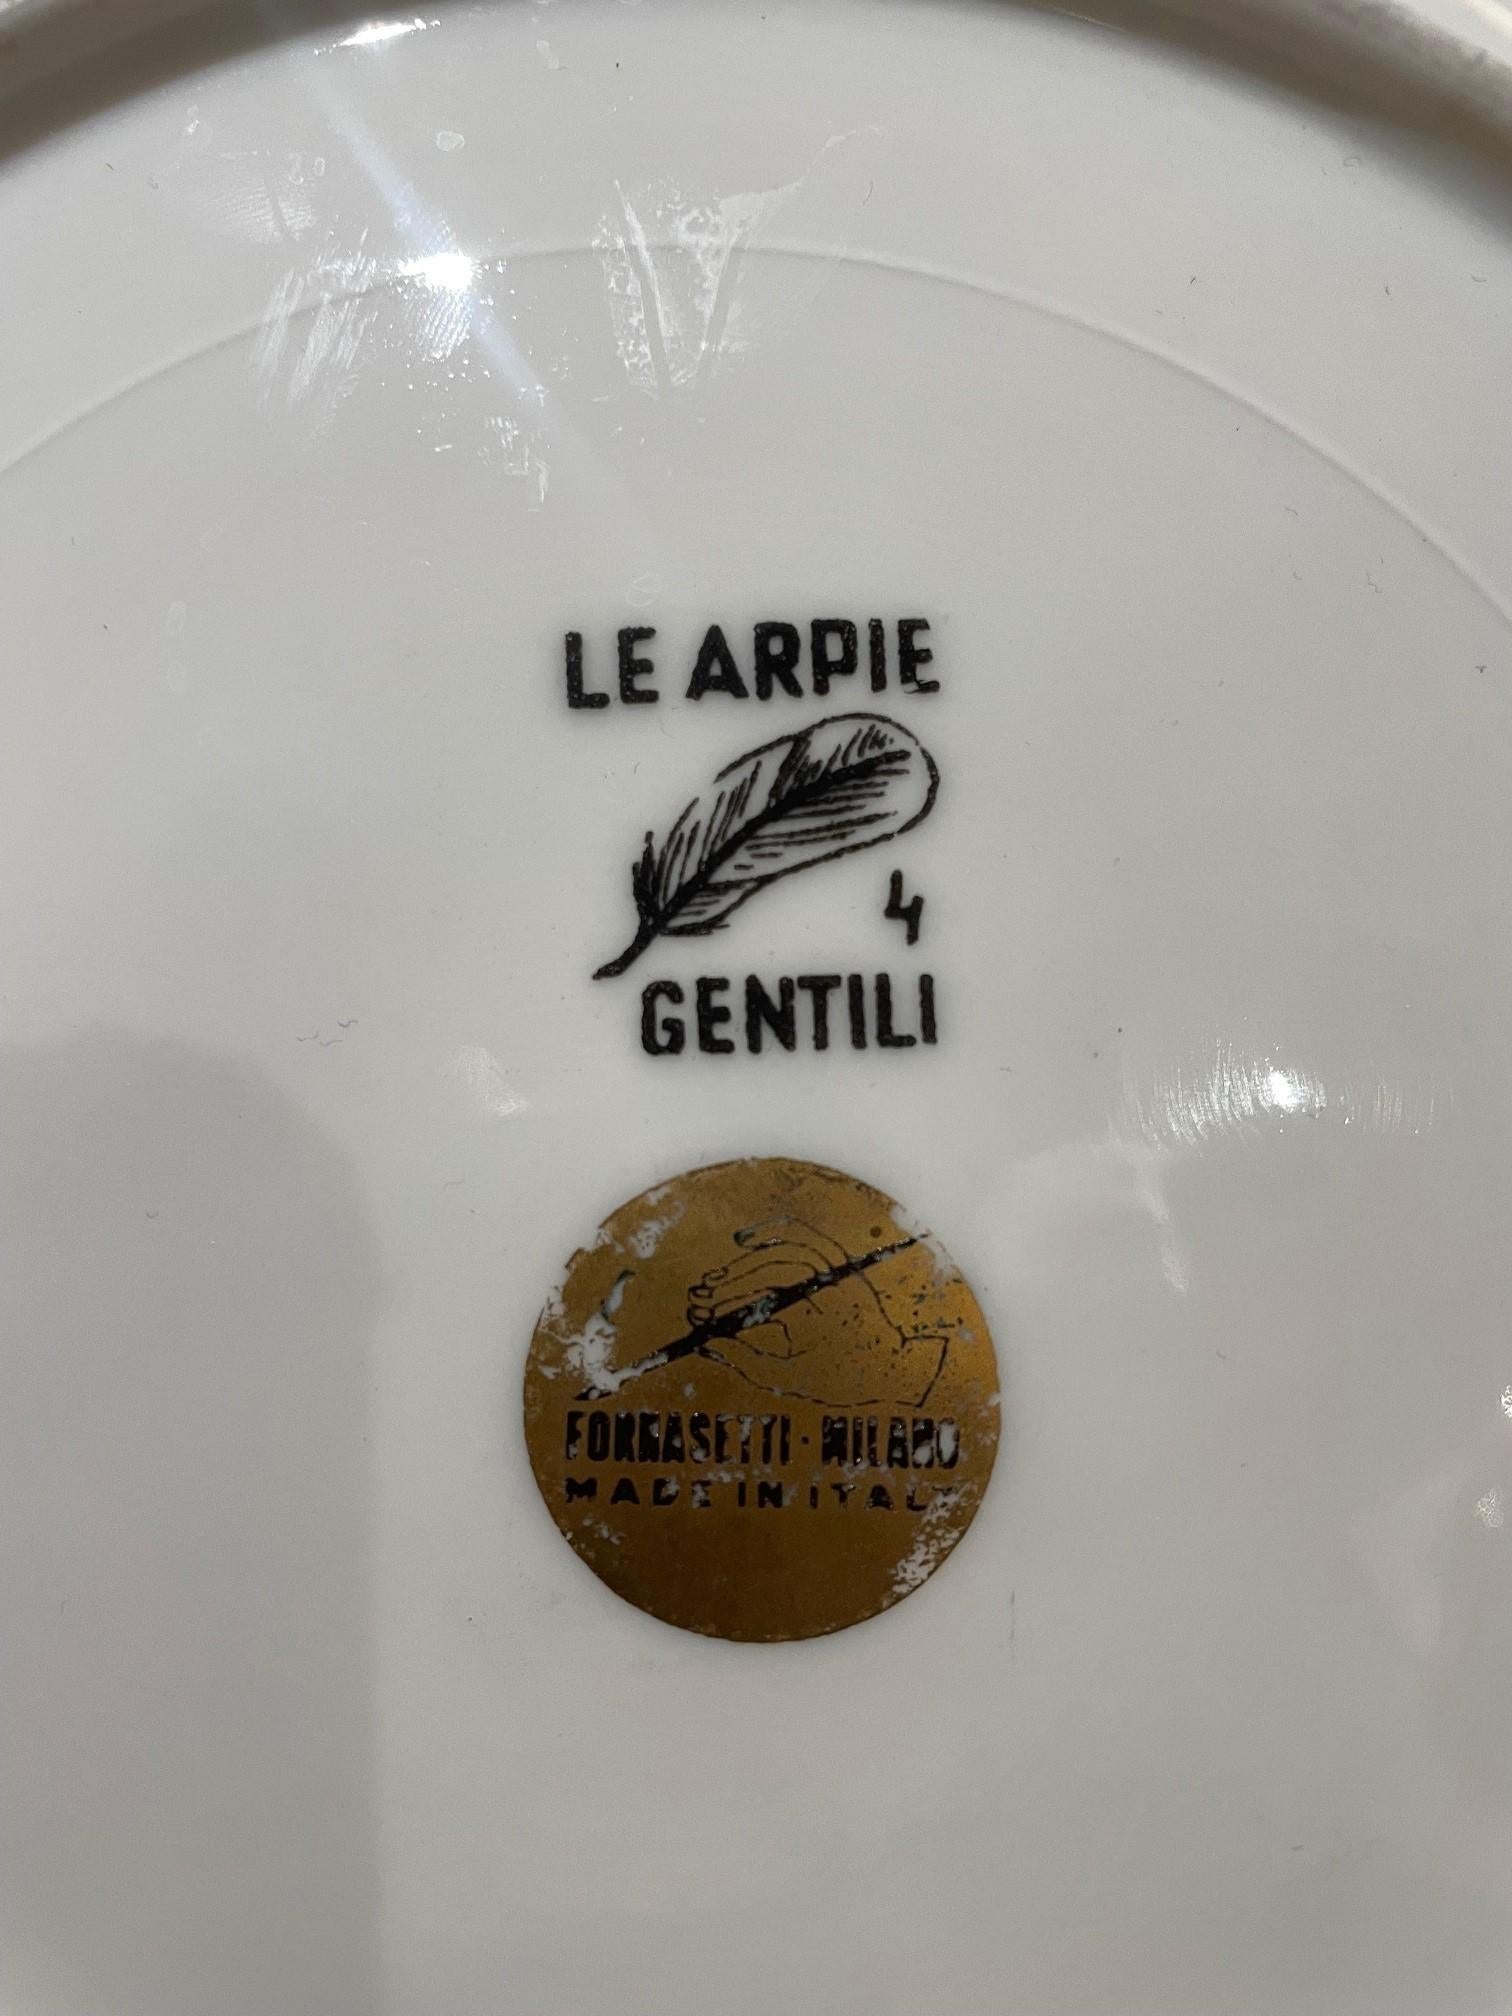 LE ARPIE
4
GENTILI
FORNASETTI · MILANO
MADE IN ITALY